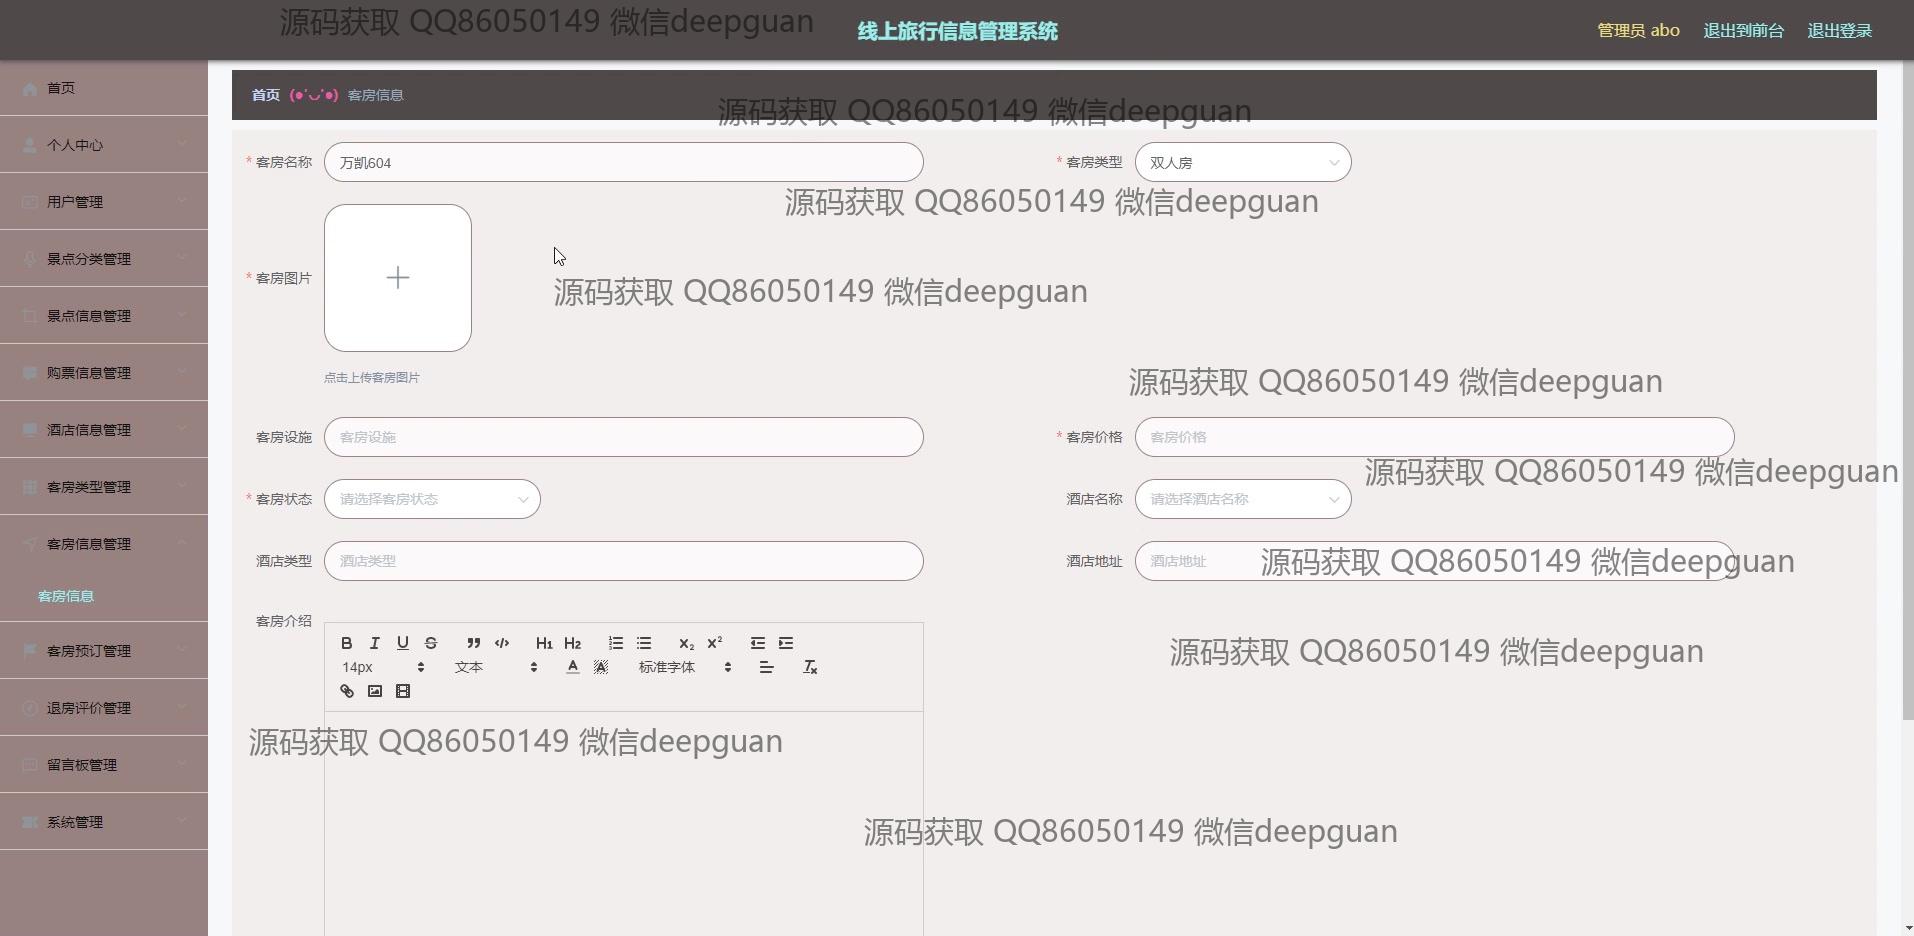 源码获取 QQ86050149 微信deepguan
线上旅行信息管理系统
管理员 abo
退出到前台
退出登录
首页
个人中心
用户管理
景点分类管理
景点信息管理
购票信息管理
酒店信息管理
客房类型管理
客房信息管理
客房信息
客房预订管理
退房评价管理
留言板管理
系统管理
首页 (●'◡'●) 客房信息
源码获取 QQ86050149 微信deepguan
* 客房名称 万凯604
* 客房类型 双人房
源码获取 QQ86050149 微信deepguan
* 客房图片
源码获取 QQ86050149 微信deepguan
点击上传客房图片
源码获取 QQ86050149 微信deepguan
客房设施 客房设施
* 客房价格 客房价格
源码获取 QQ86050149 微信deepguan
* 客房状态 请选择客房状态
酒店名称 请选择酒店名称
酒店类型 酒店类型
酒店地址 酒店地址
源码获取 QQ86050149 微信deepguan
客房介绍
B I U S H1 H2 X2 X2
14px 文本 A A 标准字体 Tx
源码获取 QQ86050149 微信deepguan
源码获取 QQ86050149 微信deepguan
源码获取 QQ86050149 微信deepguan